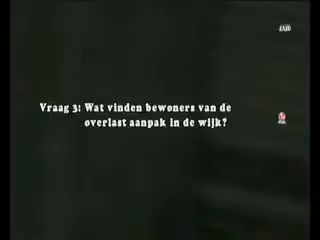 Vraag 3: Wat vinden bewoners van de
overlast aanpak in de wijk?